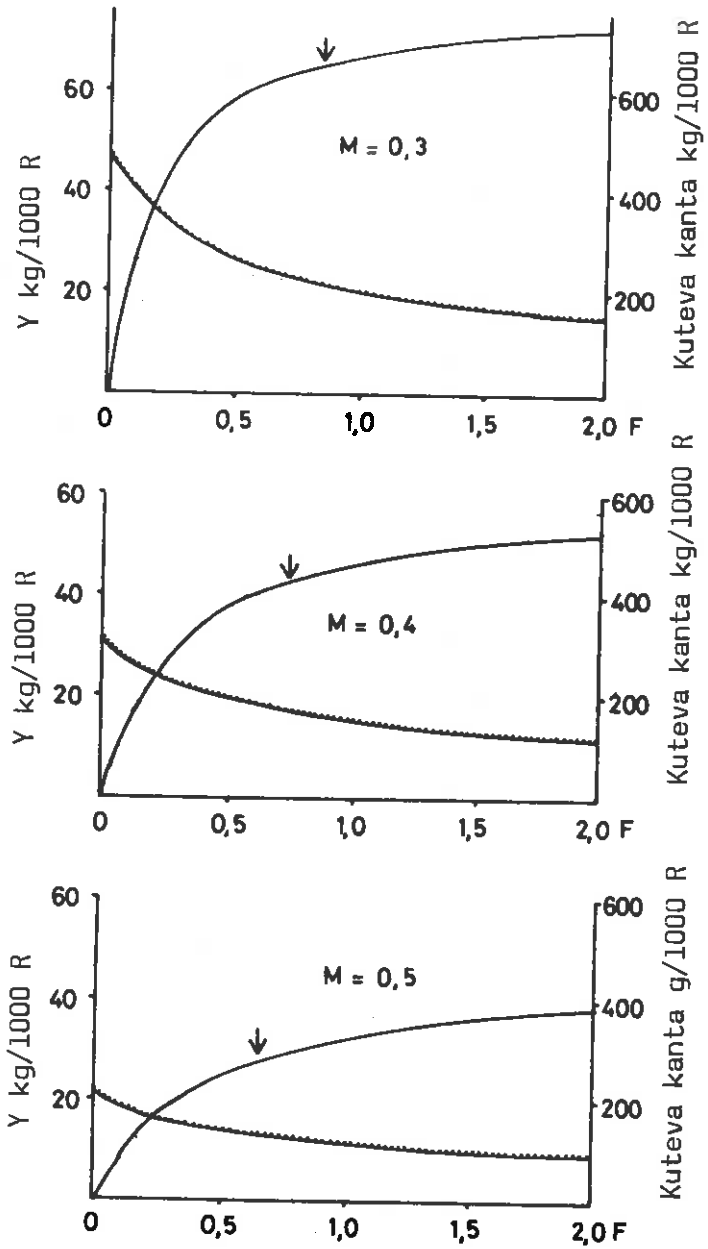 60
40
20
Y kg/1000 R
M = 0,3
600
400
200
Kuteva kanta kg/1000 R
0 0,5 1,0 1,5 2,0 F
60
40
20
Y kg/1000 R
M = 0,4
600
400
200
Kuteva kanta kg/1000 R
0 0,5 1,0 1,5 2,0 F
60
40
20
Y kg/1000 R
M = 0,5
600
400
200
Kuteva kanta g/1000 R
0 0,5 1,0 1,5 2,0 F